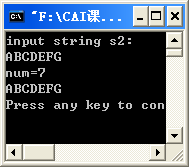 "F:\CAI课...
input string s2:
ABCDEFG
num=7
ABCDEFG
Press any key to con